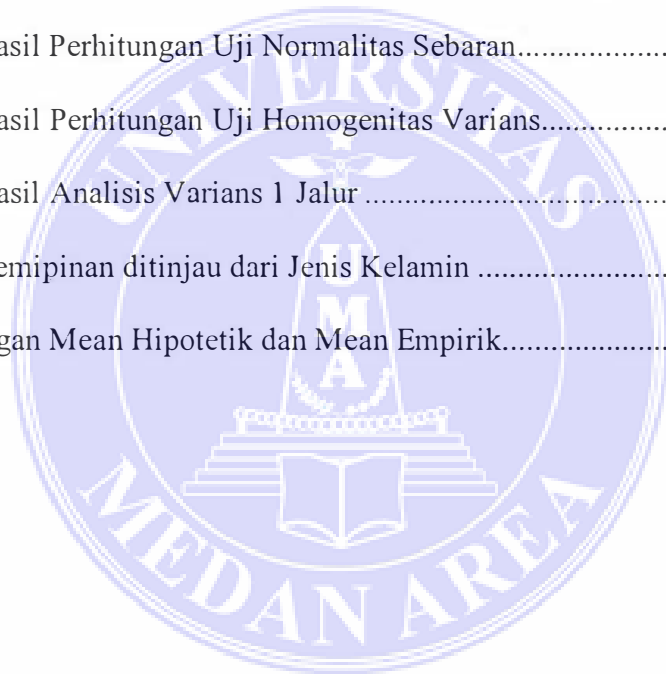 asil Perhitungan Uji Normalitas Sebaran....................
asil Perhitungan Uji Homogenitas Varians................
asil Analisis Varians 1 Jalur ......................................
emipinan ditinjau dari Jenis Kelamin ........................
gan Mean Hipotetik dan Mean Empirik.....................
UNIVERSITAS
U
M
A
MEDAN AREA